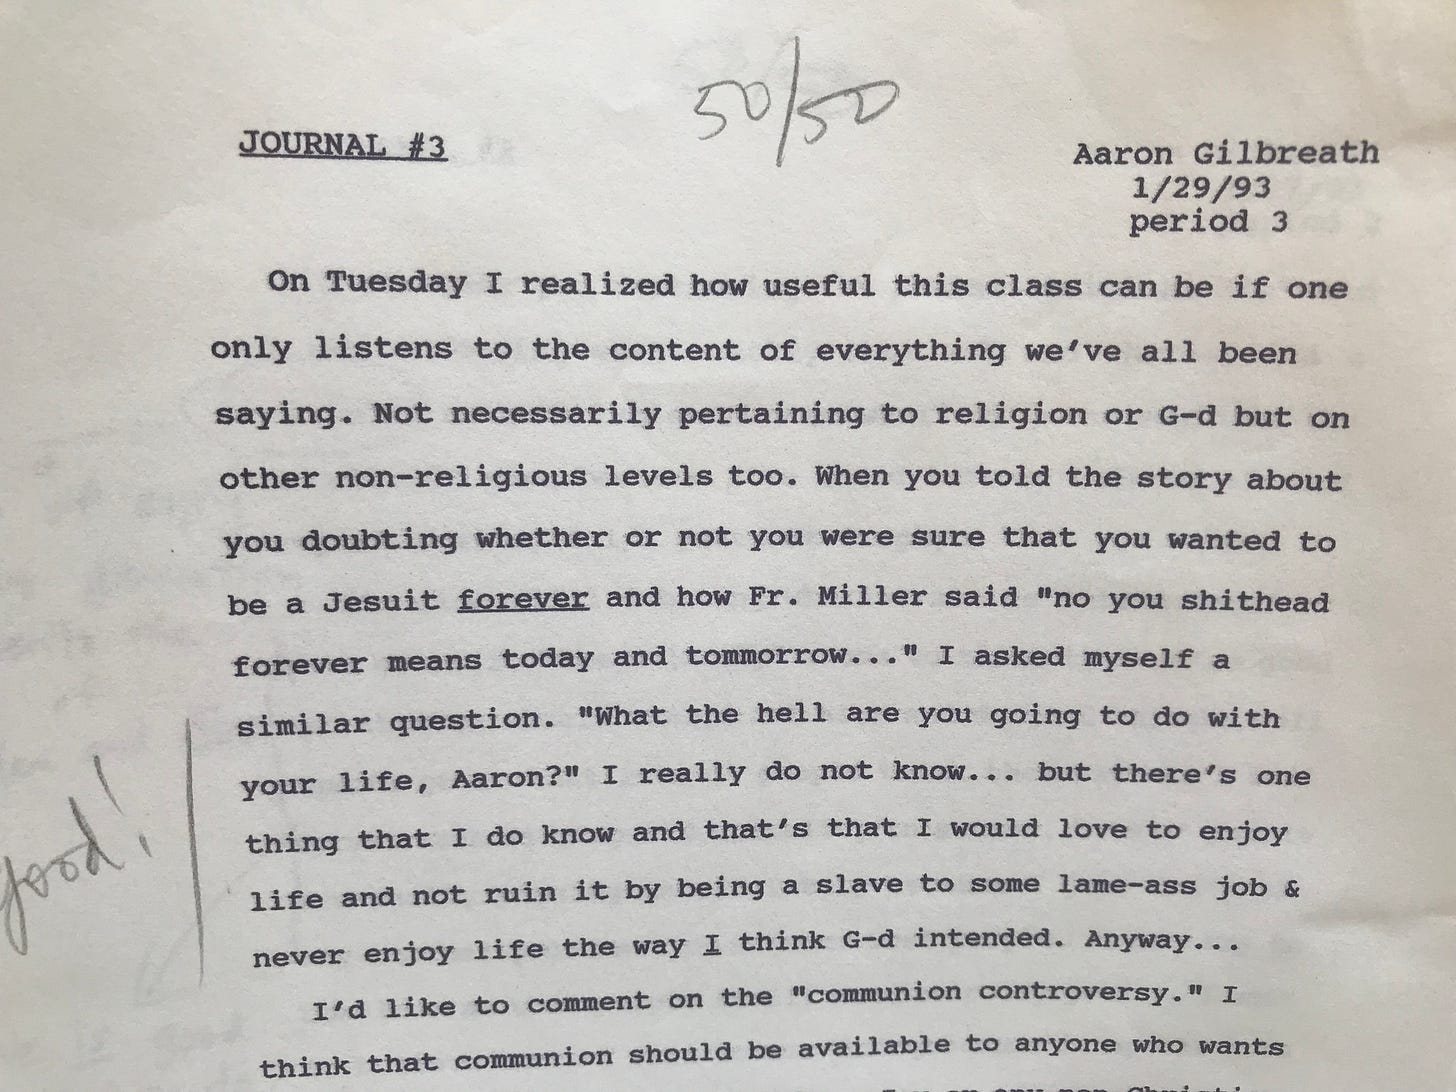 50/50
JOURNAL #3
Aaron Gilbreath
1/29/93
period 3
On Tuesday I realized how useful this class can be if one
only listens to the content of everything we've all been
saying. Not necessarily pertaining to religion or G-d but on
other non-religious levels too. When you told the story about
you doubting whether or not you were sure that you wanted to
be a Jesuit forever and how Fr. Miller said "no you shithead
forever means today and tommorrow..." I asked myself a
similar question. "What the hell are you going to do with
your life, Aaron?" I really do not know... but there's one
thing that I do know and that's that I would love to enjoy
life and not ruin it by being a slave to some lame-ass job &
never enjoy life the way I think G-d intended. Anyway...
good!
I'd like to comment on the "communion controversy." I
think that communion should be available to anyone who wants